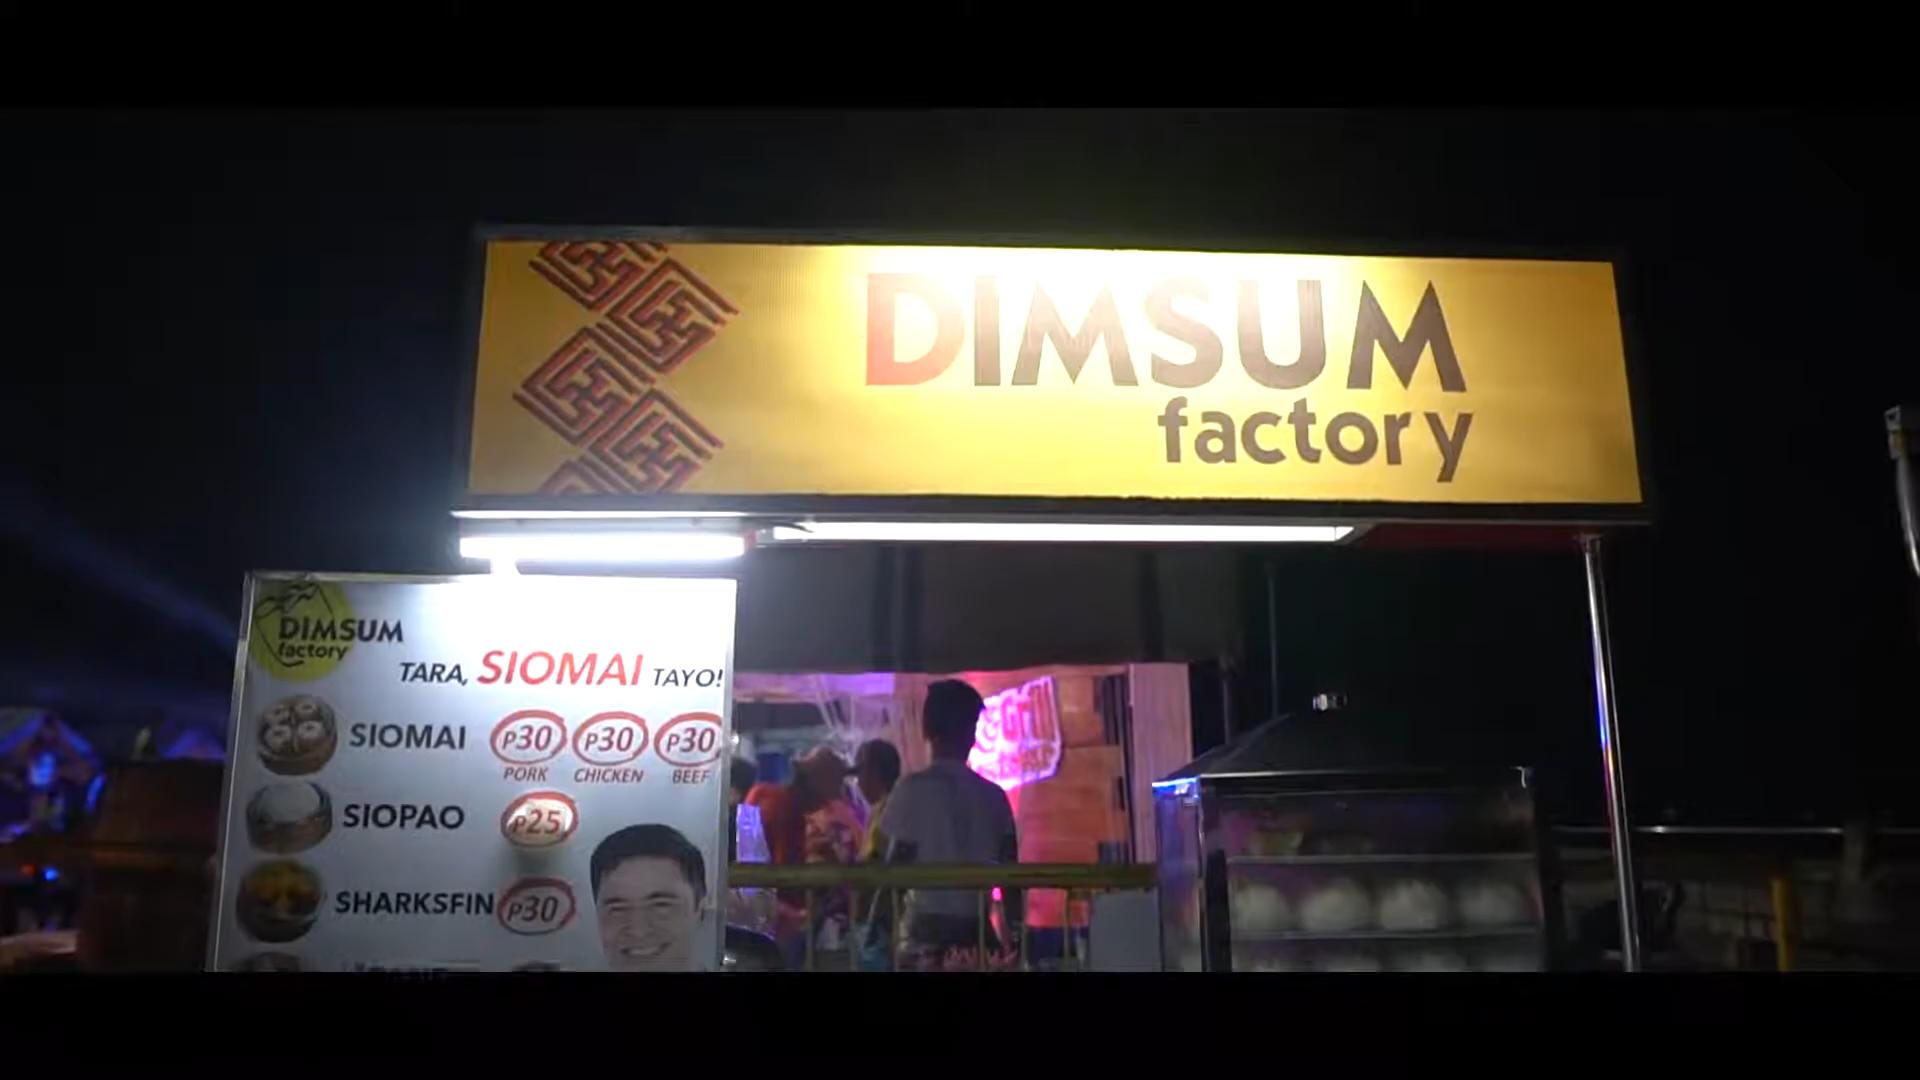 DIMSUM
factory
DIMSUM
factory
TARA, SIOMAI TAYO!
SIOMAI P30 P30 P30
PORK CHICKEN BEEF
SIOPAO P25
SHARKSFIN P30
Grill